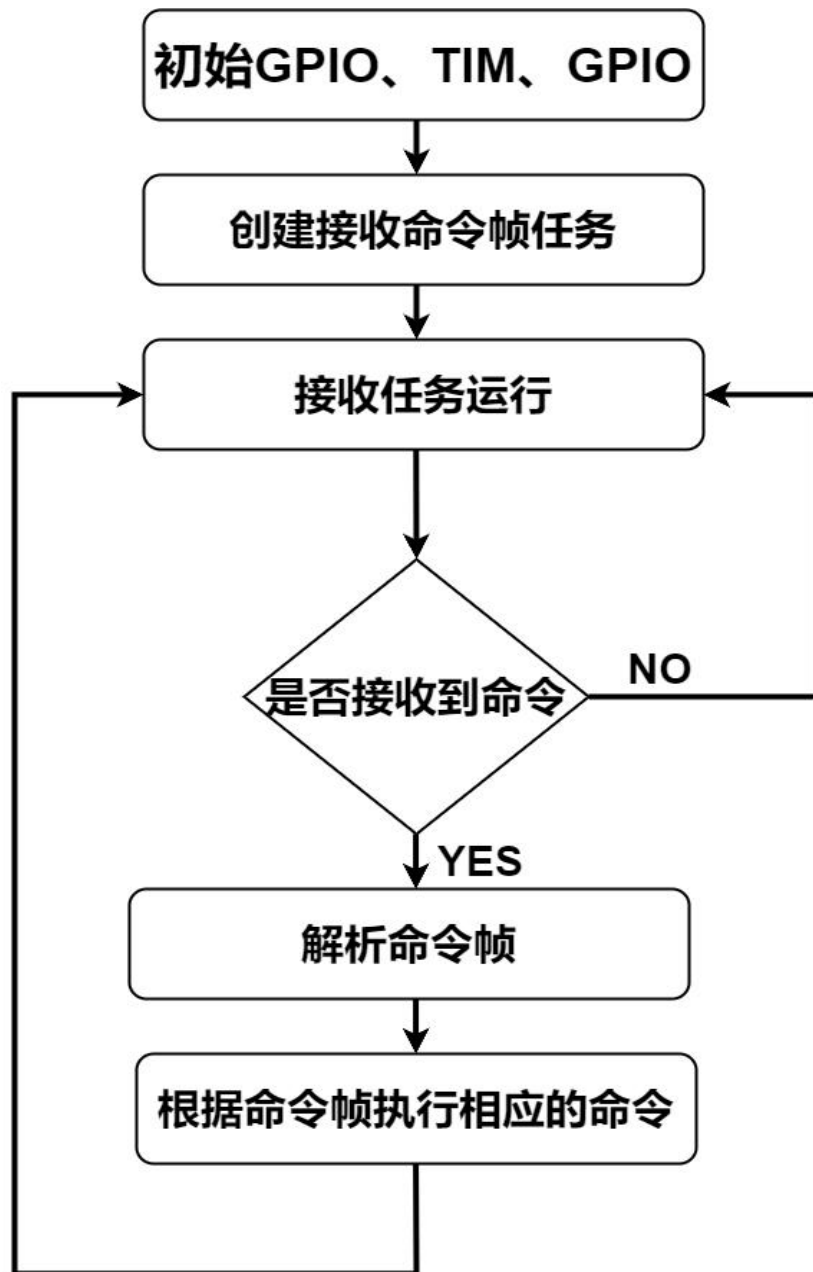 初始GPIO、TIM、GPIO
创建接收命令帧任务
接收任务运行
是否接收到命令
NO
YES
解析命令帧
根据命令帧执行相应的命令